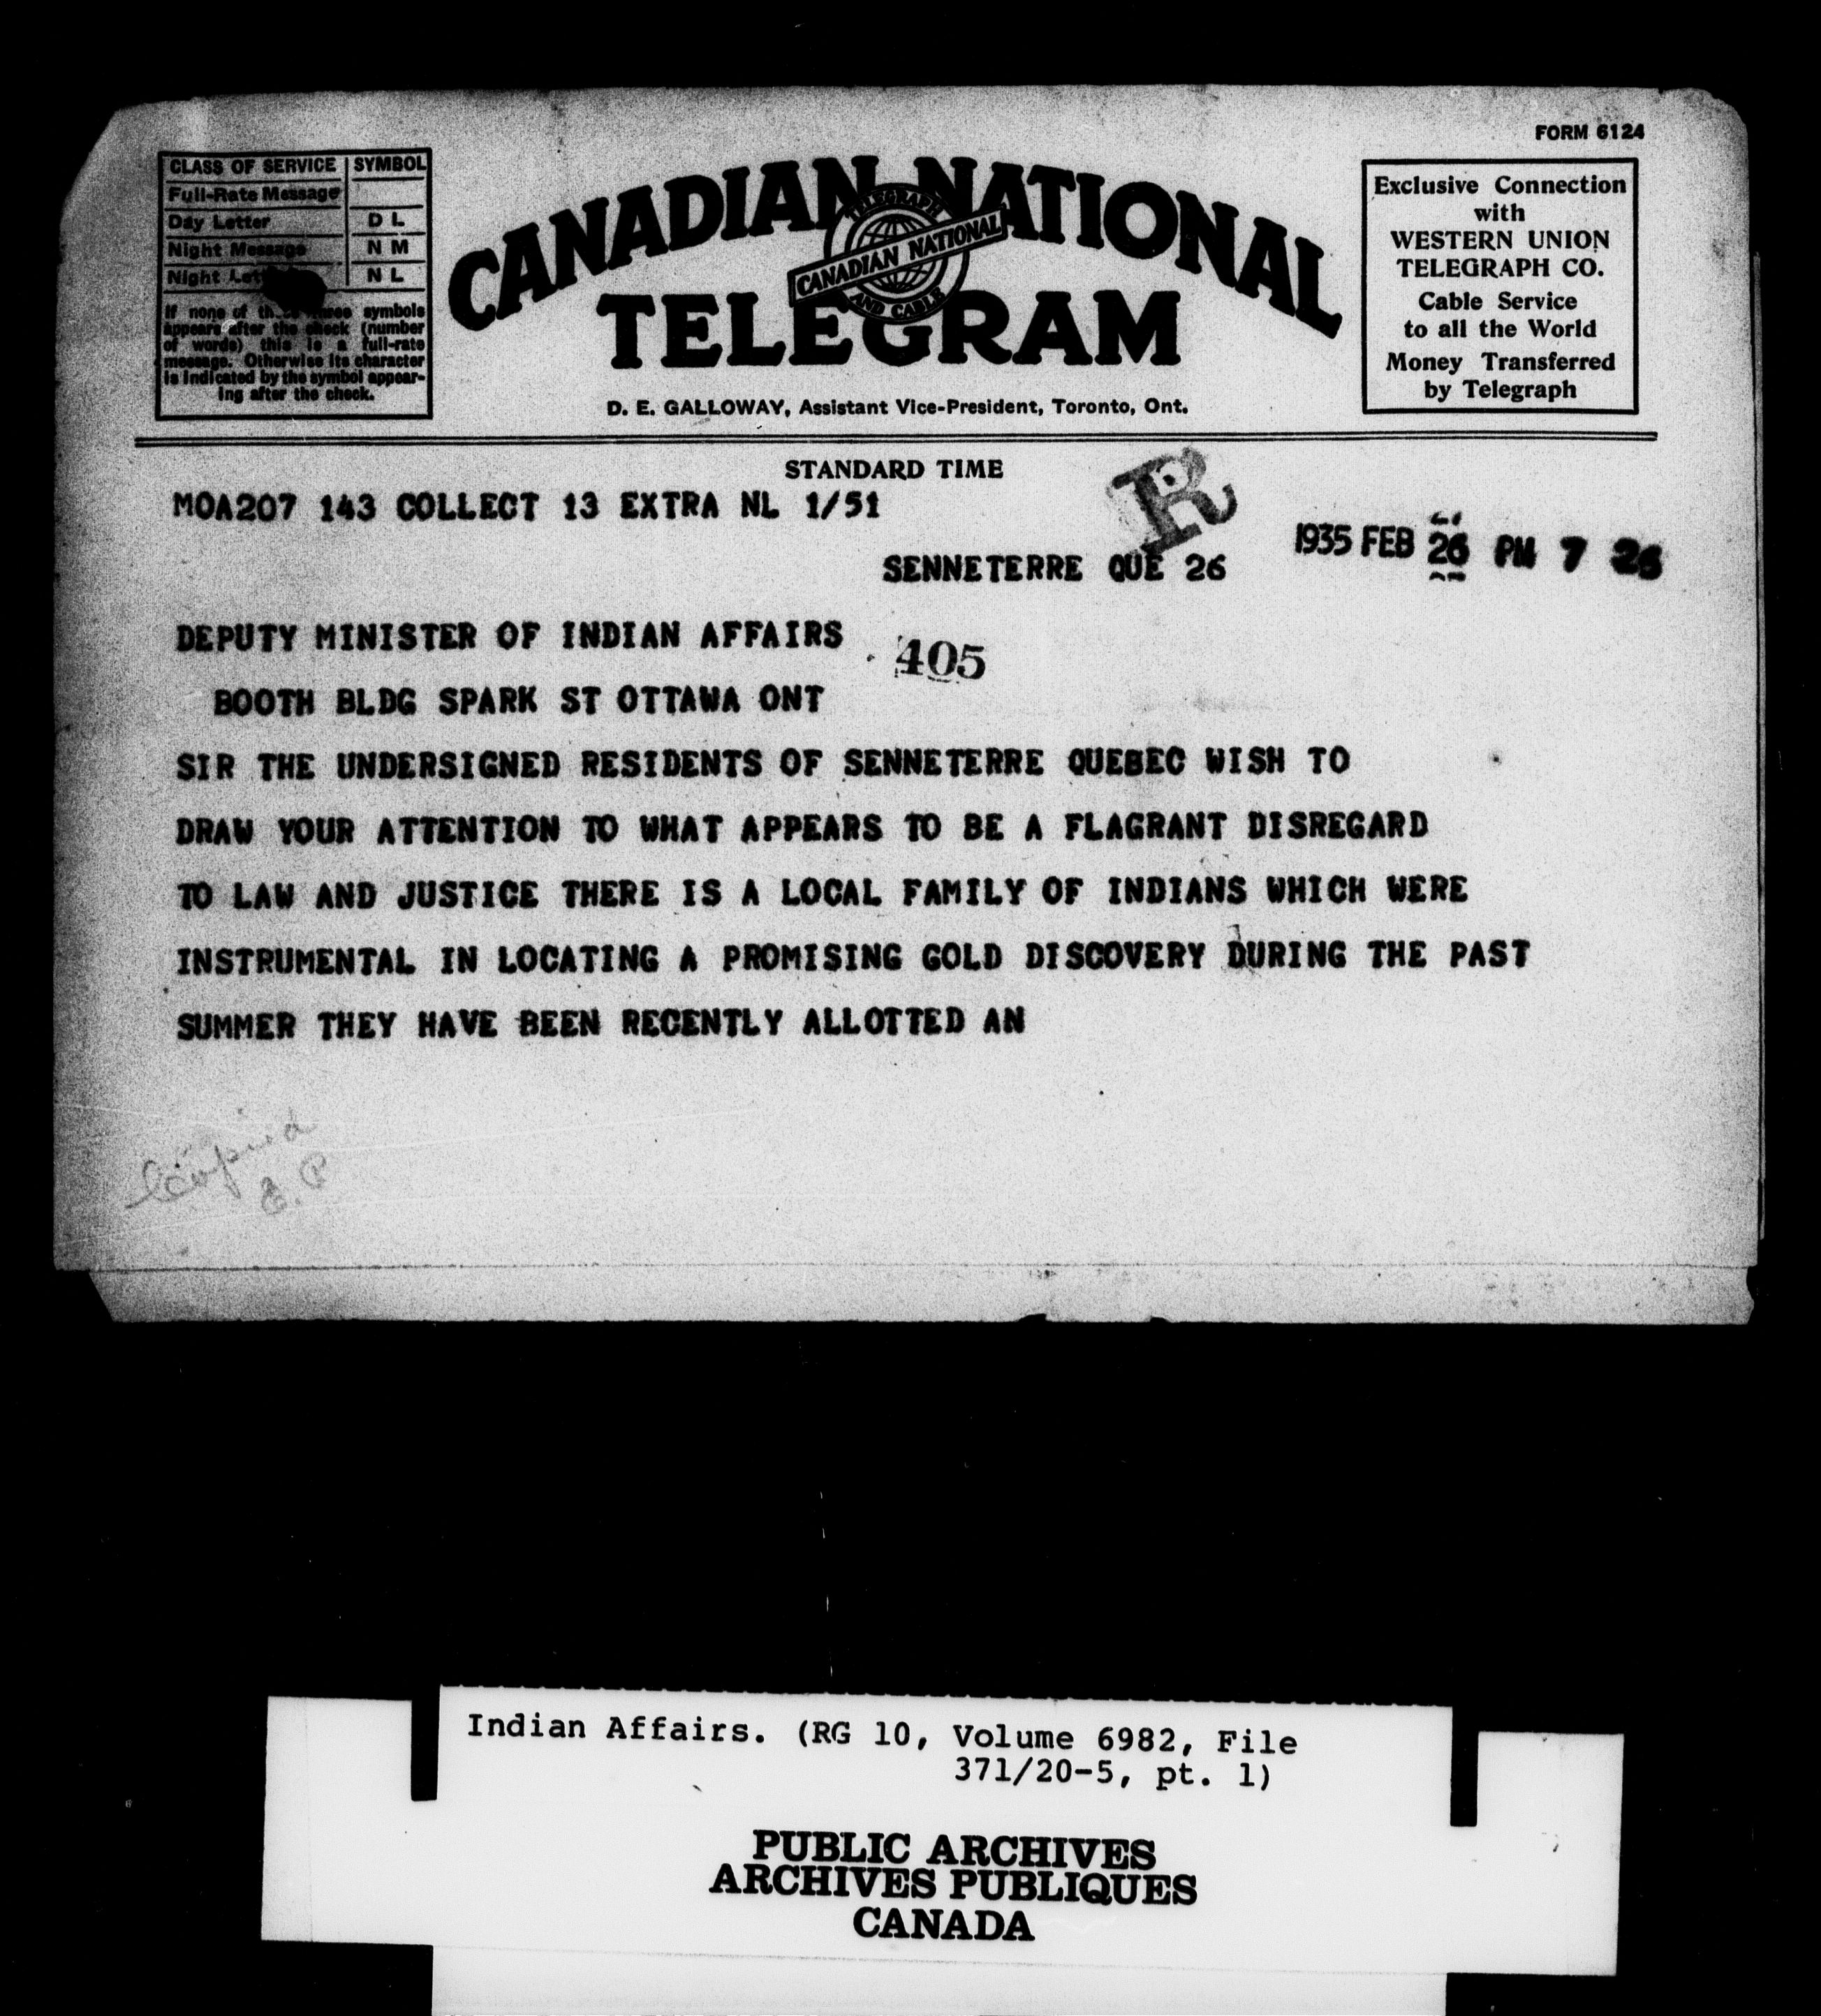 FORM 6124
CLASS OF SERVICE | SYMBOL
Full-Rate Message
Day Letter | D L
Night Message | N M
Night | N L
If none of symbols
appears after the check (number
of words) this is a full-rate
message. Otherwise its character
is indicated by the symbol appear-
ing after the check.
CANADIAN NATIONAL
TELEGRAPH
CANADIAN NATIONAL
AND CABLE
TELEGRAM
D. E. GALLOWAY, Assistant Vice-President, Toronto, Ont.
Exclusive Connection
with
WESTERN UNION
TELEGRAPH CO.
Cable Service
to all the World
Money Transferred
by Telegraph
STANDARD TIME
MOA207 143 COLLECT 13 EXTRA NL 1/51
R
SENNETERRE QUE 26
1935 FEB 26 PM 7 26
DEPUTY MINISTER OF INDIAN AFFAIRS
405
BOOTH BLDG SPARK ST OTTAWA ONT
SIR THE UNDERSIGNED RESIDENTS OF SENNETERRE QUEBEC WISH TO
DRAW YOUR ATTENTION TO WHAT APPEARS TO BE A FLAGRANT DISREGARD
TO LAW AND JUSTICE THERE IS A LOCAL FAMILY OF INDIANS WHICH WERE
INSTRUMENTAL IN LOCATING A PROMISING GOLD DISCOVERY DURING THE PAST
SUMMER THEY HAVE BEEN RECENTLY ALLOTTED AN
Copied
E. P
Indian Affairs. (RG 10, Volume 6982, File
371/20-5, pt. 1)
PUBLIC ARCHIVES
ARCHIVES PUBLIQUES
CANADA